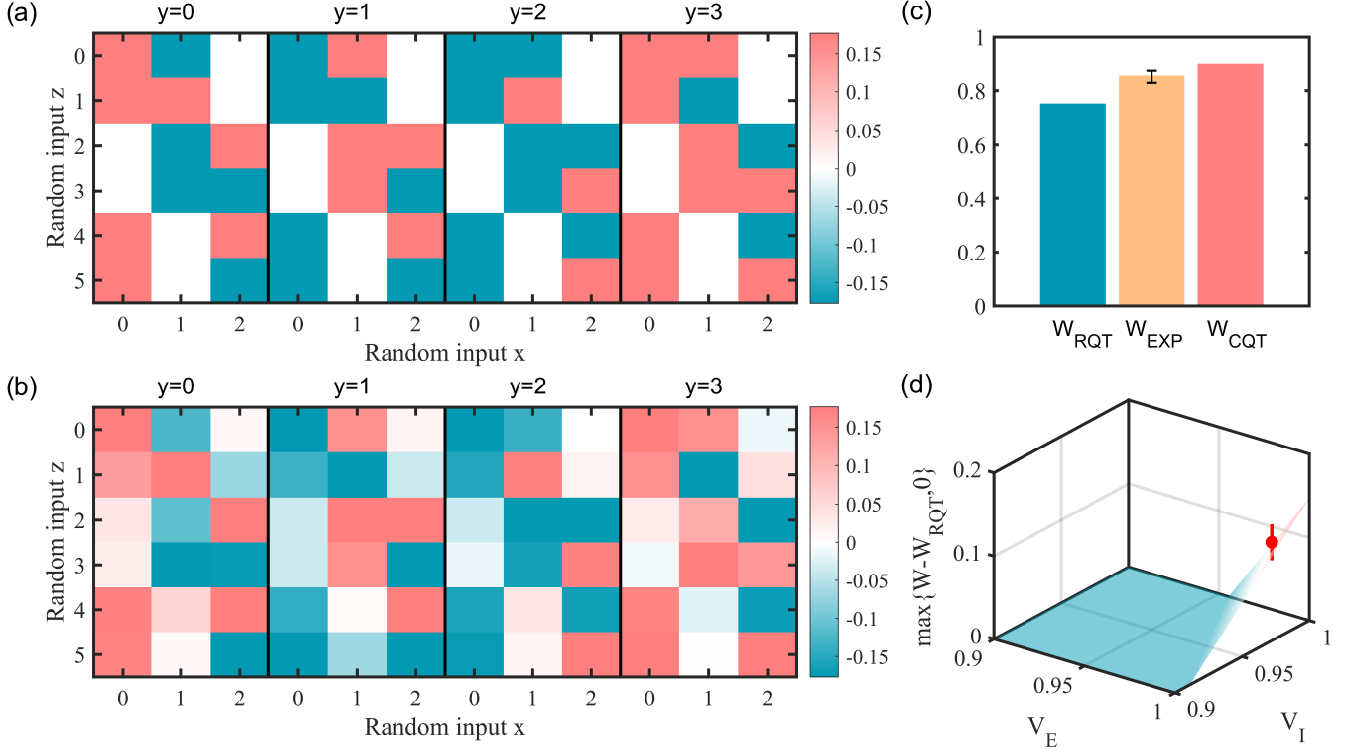 (a)
y=0 y=1 y=2 y=3
Random input z
0
1
2
3
4
5
0 1 2 0 1 2 0 1 2 0 1 2
Random input x
0.15
0.1
0.05
0
-0.05
-0.1
-0.15
(c)
1
0.8
0.6
0.4
0.2
0
W_RQT W_EXP W_CQT
(b)
y=0 y=1 y=2 y=3
Random input z
0
1
2
3
4
5
0 1 2 0 1 2 0 1 2 0 1 2
Random input x
0.15
0.1
0.05
0
-0.05
-0.1
-0.15
(d)
max{W-W_RQT,0}
0.2
0.1
0
0.9 0.95 1
V_E
0.9 0.95 1
V_I